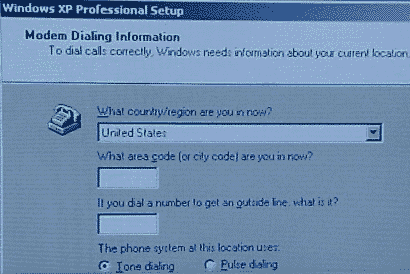 Windows XP Professional Setup
Modem Dialing Information
To dial calls correctly, Windows needs information about your current location.
What country/region are you in now?
United States
What area code (or city code) are you in now?
If you dial a number to get an outside line, what is it?
The phone system at this location uses:
Tone dialing Pulse dialing